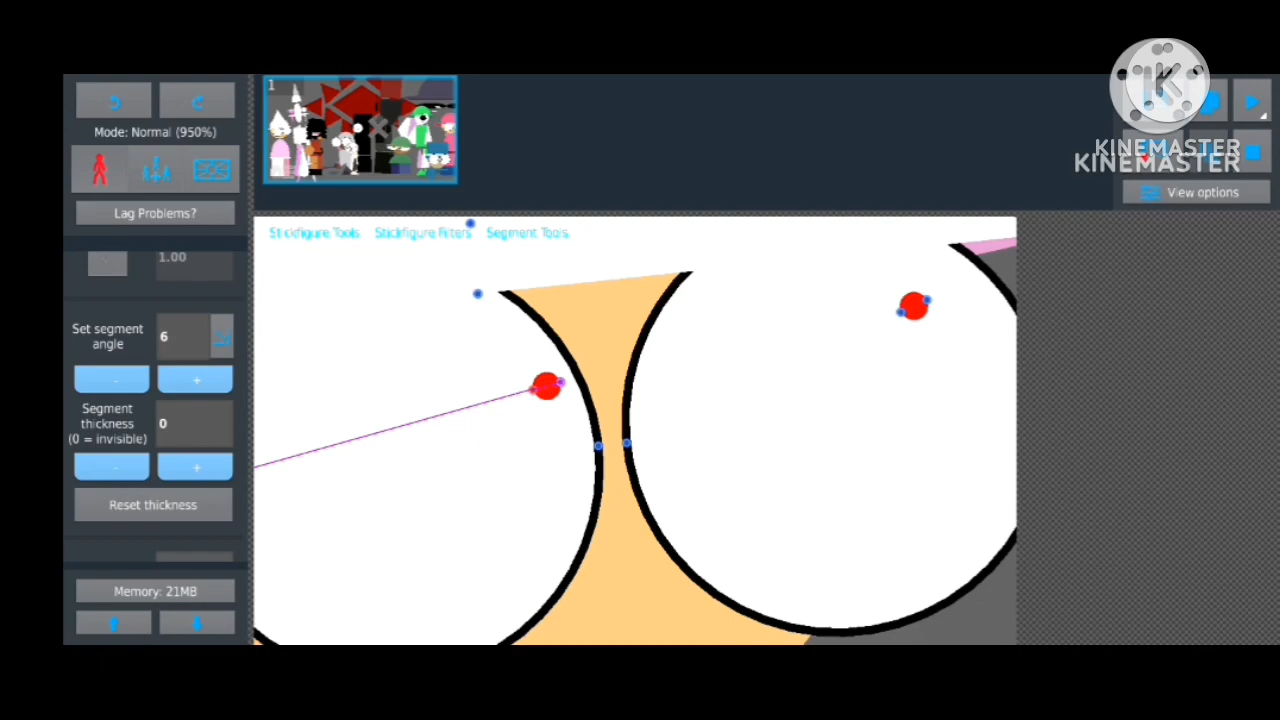 1
Mode: Normal (950%)
KINEMASTER
KINEMASTER
Lag Problems?
View options
Stickfigure Tools Stickfigure Filters Segment Tools
1.00
Set segment
angle
6
- +
Segment
thickness
(0 = invisible)
0
- +
Reset thickness
Memory: 21MB